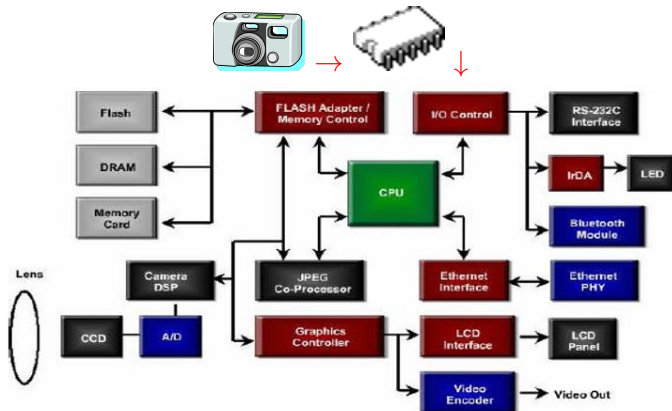 Flash
FLASH Adapter /
Memory Control
I/O Control
RS-232C
Interface
DRAM
CPU
IrDA
LED
Memory
Card
Bluetooth
Module
Lens
Camera
DSP
JPEG
Co-Processor
Ethernet
Interface
Ethernet
PHY
CCD
A/D
Graphics
Controller
LCD
Interface
LCD
Panel
Video
Encoder
Video Out